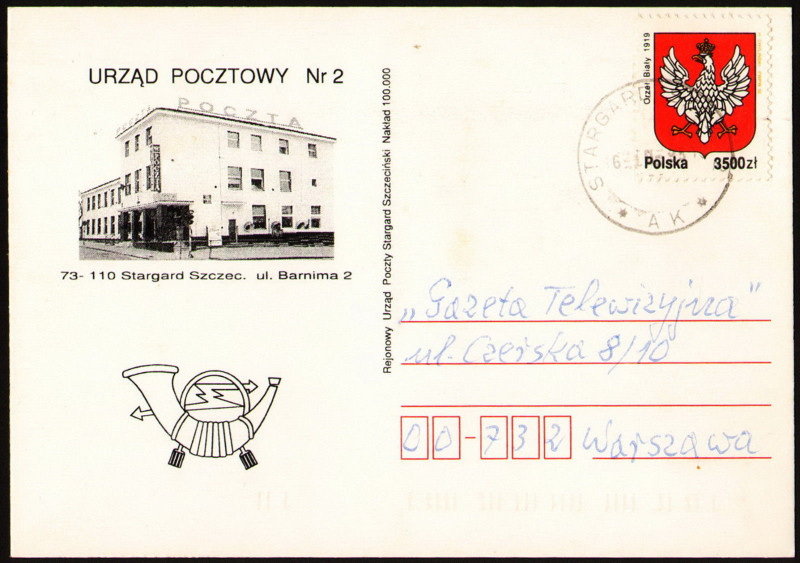 URZĄD POCZTOWY Nr 2
POCZTA
POCZTA
73-110 Stargard Szczec. ul. Barnima 2
Rejonowy Urząd Poczty Stargard Szczeciński Nakład 100.000
Orzeł Biały 1919
Polska 3500zł
STARGARD
* A K *
„Gazeta Telewizyjna"
ul. Czerska 8/10
00-732 Warszawa